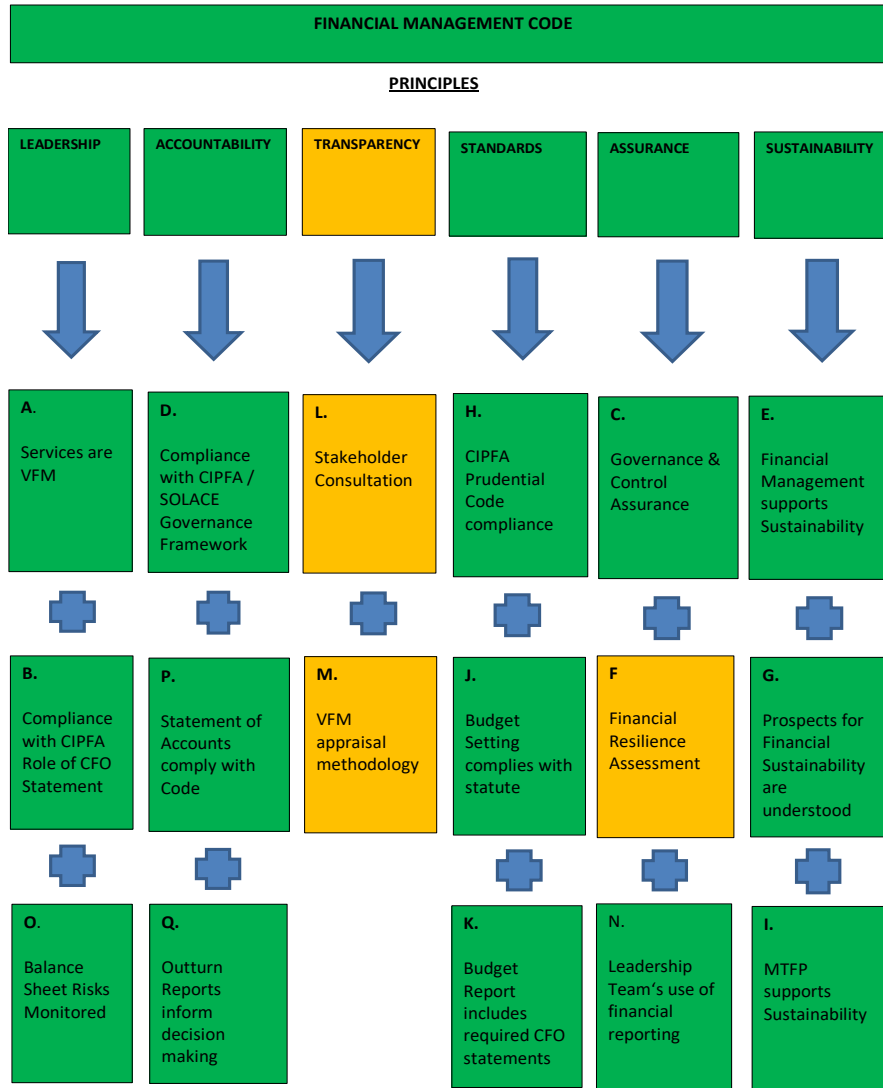 FINANCIAL MANAGEMENT CODE
PRINCIPLES
LEADERSHIP
ACCOUNTABILITY
TRANSPARENCY
STANDARDS
ASSURANCE
SUSTAINABILITY
A.
Services are
VFM
D.
Compliance
with CIPFA /
SOLACE
Governance
Framework
L.
Stakeholder
Consultation
H.
CIPFA
Prudential
Code
compliance
C.
Governance &
Control
Assurance
E.
Financial
Management
supports
Sustainability
B.
Compliance
with CIPFA
Role of CFO
Statement
P.
Statement of
Accounts
comply with
Code
M.
VFM
appraisal
methodology
J.
Budget
Setting
complies with
statute
F
Financial
Resilience
Assessment
G.
Prospects for
Financial
Sustainability
are
understood
O.
Balance
Sheet Risks
Monitored
Q.
Outturn
Reports
inform
decision
making
K.
Budget
Report
includes
required CFO
statements
N.
Leadership
Team‘s use of
financial
reporting
I.
MTFP
supports
Sustainability